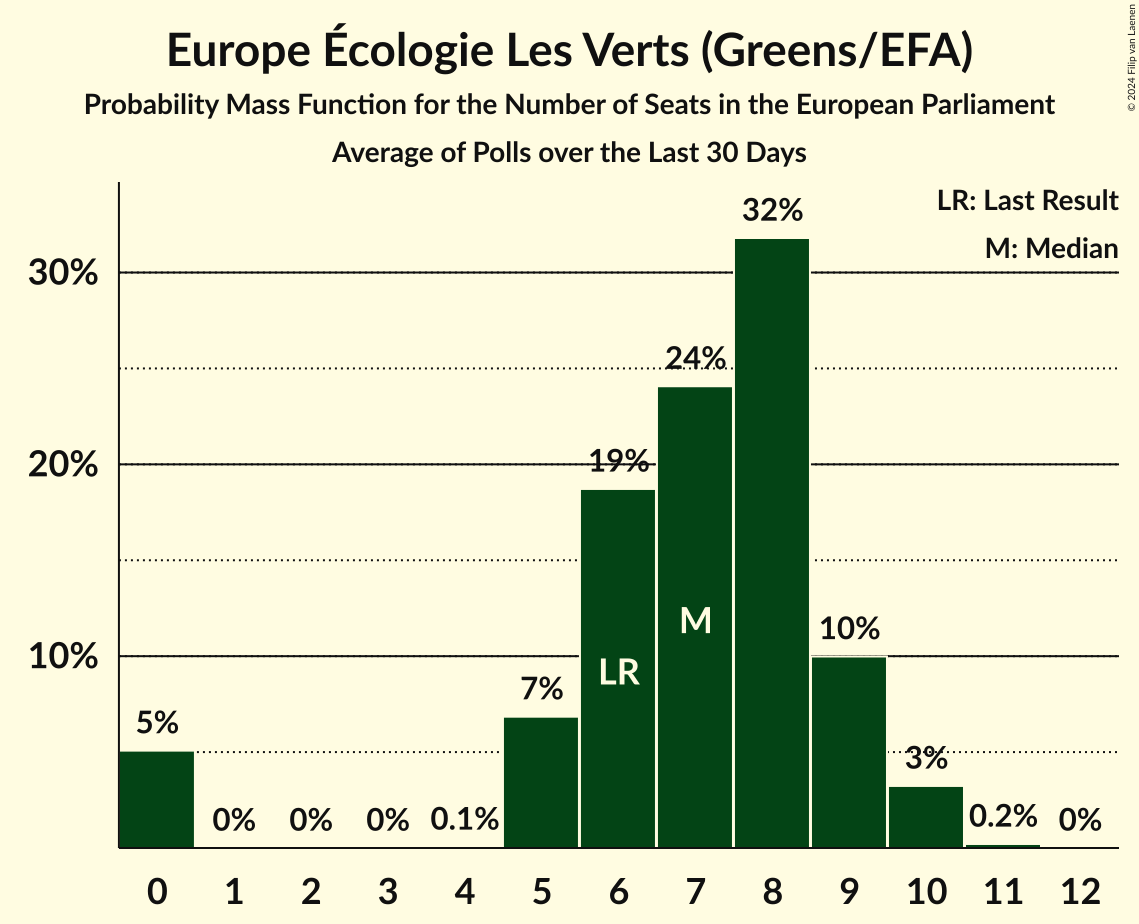 Europe Écologie Les Verts (Greens/EFA)
Probability Mass Function for the Number of Seats in the European Parliament
Average of Polls over the Last 30 Days
© 2024 Filip van Laenen
LR: Last Result
M: Median
32%
30%
24%
20%
19%
M
10%
10%
LR
7%
5%
3%
0%
0%
0%
0.1%
0.2%
0%
0 1 2 3 4 5 6 7 8 9 10 11 12